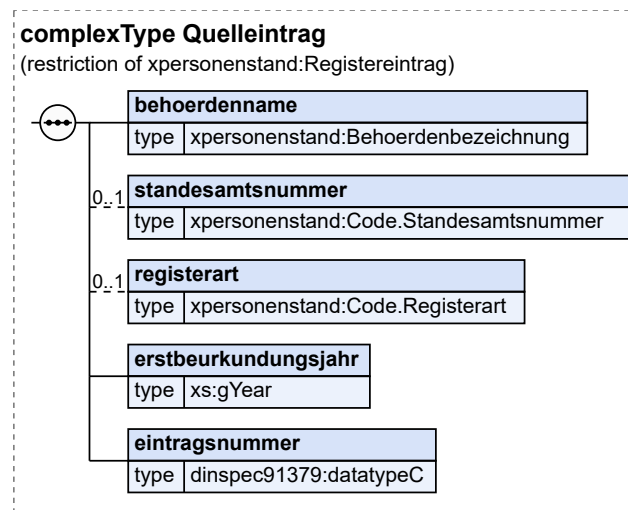 complexType Quelleintrag
(restriction of xpersonenstand:Registereintrag)
behoerdenname
type xpersonenstand:Behoerdenbezeichnung
0..1
standesamtsnummer
type xpersonenstand:Code.Standesamtsnummer
0..1
registerart
type xpersonenstand:Code.Registerart
erstbeurkundungsjahr
type xs:gYear
eintragsnummer
type dinspec91379:datatypeC